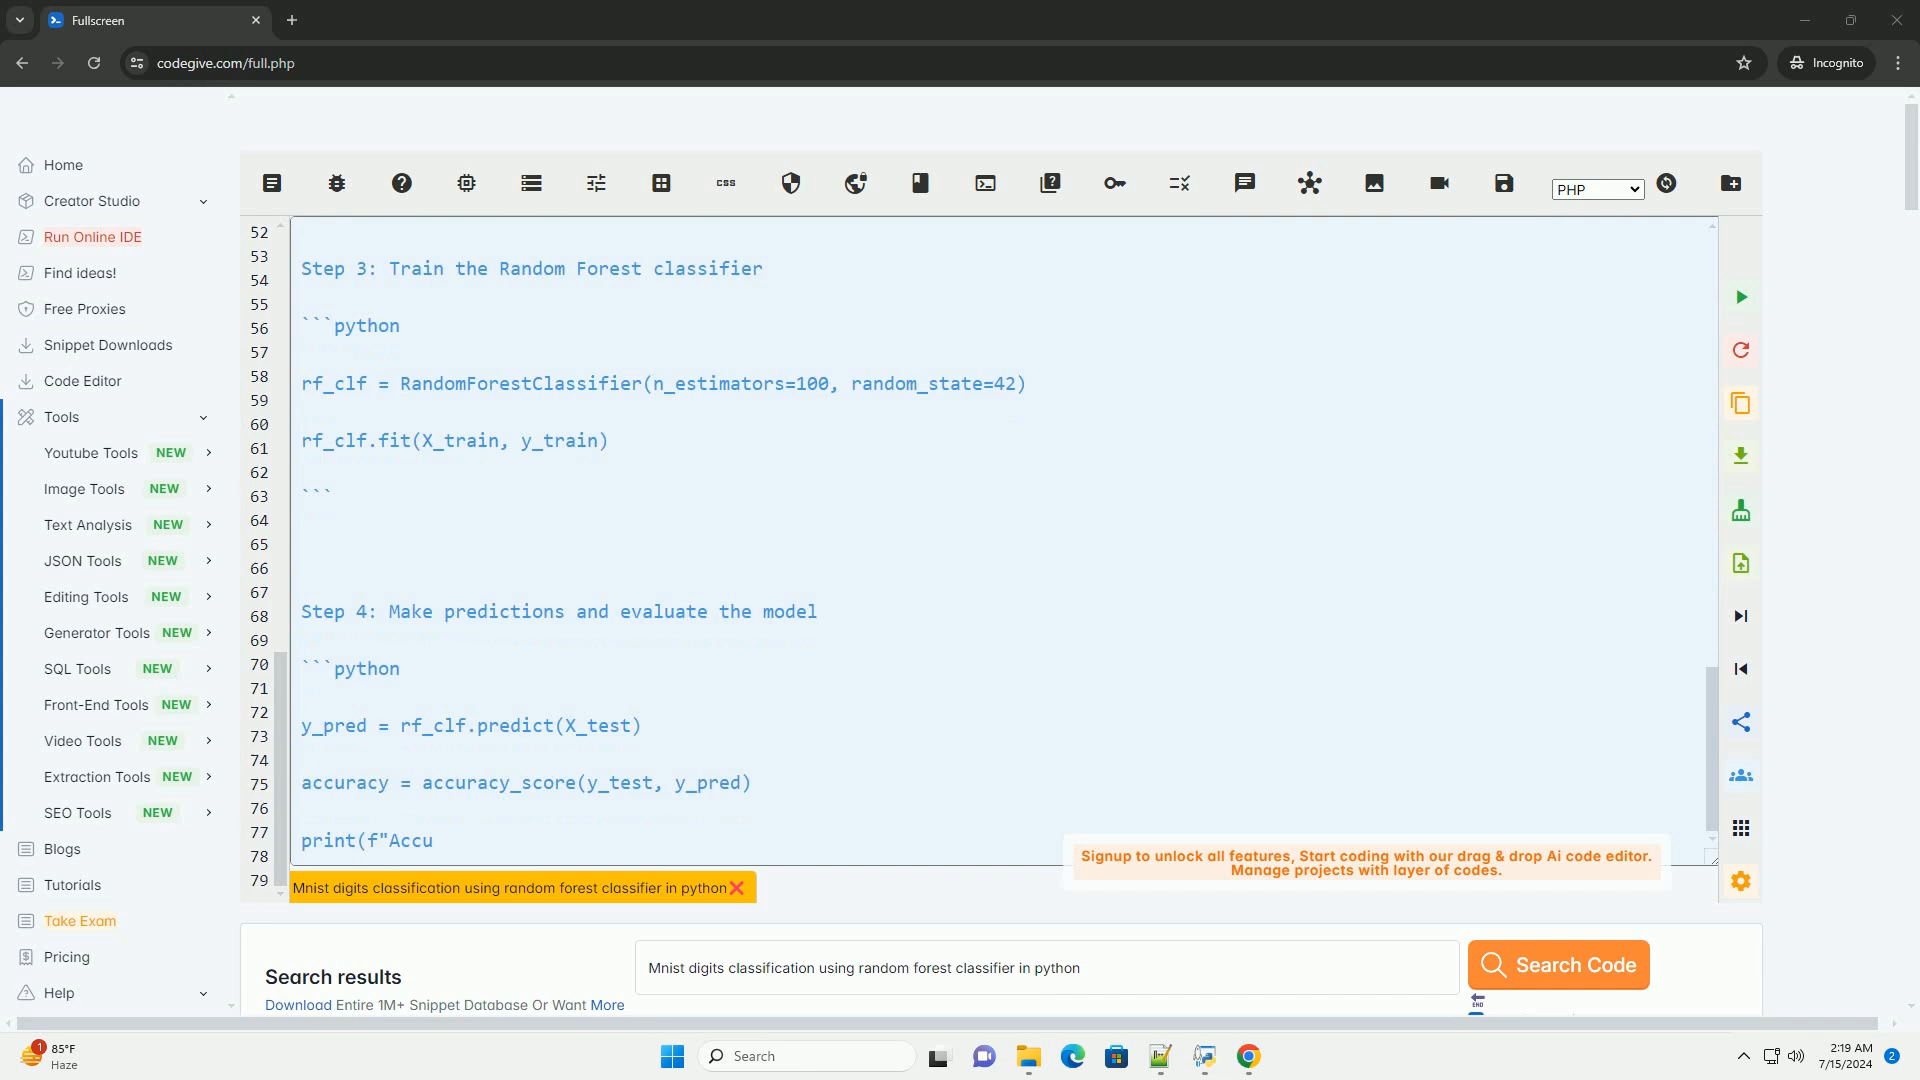 Fullscreen
codegive.com/full.php
Incognito
Home
Creator Studio
Run Online IDE
Find ideas!
Free Proxies
Snippet Downloads
Code Editor
Tools
Youtube Tools NEW
Image Tools NEW
Text Analysis NEW
JSON Tools NEW
Editing Tools NEW
Generator Tools NEW
SQL Tools NEW
Front-End Tools NEW
Video Tools NEW
Extraction Tools NEW
SEO Tools NEW
Blogs
Tutorials
Take Exam
Pricing
Help
css
PHP
52
53
54
55
56
57
58
59
60
61
62
63
64
65
66
67
68
69
70
71
72
73
74
75
76
77
78
79
Step 3: Train the Random Forest classifier
```python
rf_clf = RandomForestClassifier(n_estimators=100, random_state=42)
rf_clf.fit(X_train, y_train)
```
Step 4: Make predictions and evaluate the model
```python
y_pred = rf_clf.predict(X_test)
accuracy = accuracy_score(y_test, y_pred)
print(f"Accu
Signup to unlock all features, Start coding with our drag & drop Ai code editor.
Manage projects with layer of codes.
Mnist digits classification using random forest classifier in python
Search results
Download Entire 1M+ Snippet Database Or Want More
Mnist digits classification using random forest classifier in python
Search Code
END
1
85°F
Haze
Search
2:19 AM
7/15/2024
2